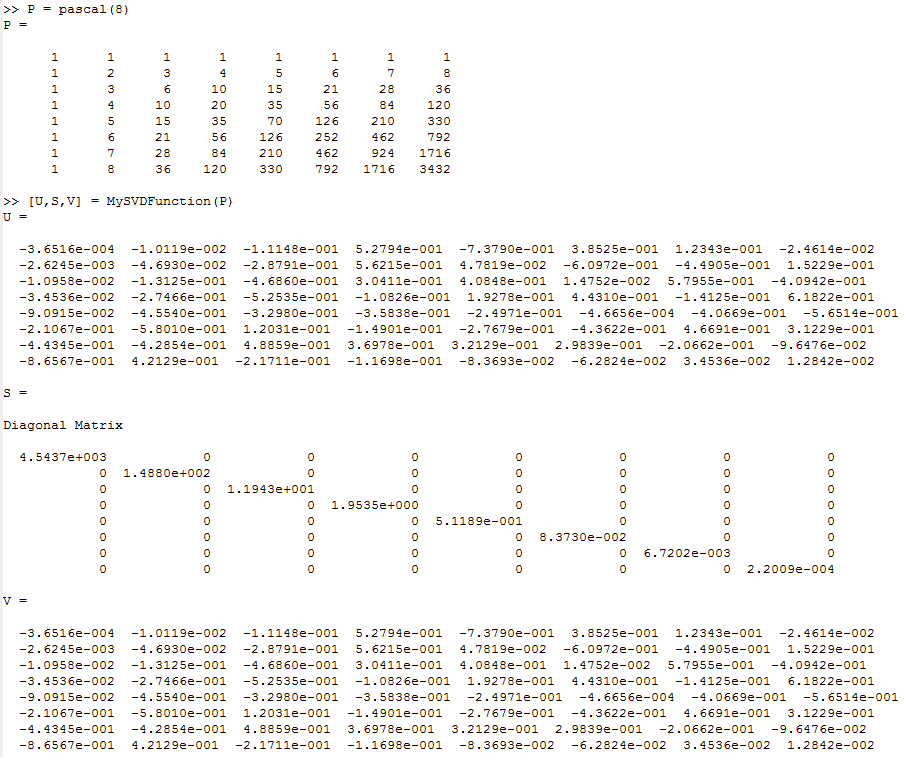 >> P = pascal(8)
P =
1 1 1 1 1 1 1 1
1 2 3 4 5 6 7 8
1 3 6 10 15 21 28 36
1 4 10 20 35 56 84 120
1 5 15 35 70 126 210 330
1 6 21 56 126 252 462 792
1 7 28 84 210 462 924 1716
1 8 36 120 330 792 1716 3432
>> [U,S,V] = MySVDFunction(P)
U =
-3.6516e-004 -1.0119e-002 -1.1148e-001 5.2794e-001 -7.3790e-001 3.8525e-001 1.2343e-001 -2.4614e-002
-2.6245e-003 -4.6930e-002 -2.8791e-001 5.6215e-001 4.7819e-002 -6.0972e-001 -4.4905e-001 1.5229e-001
-1.0958e-002 -1.3125e-001 -4.6860e-001 3.0411e-001 4.0848e-001 1.4752e-002 5.7955e-001 -4.0942e-001
-3.4536e-002 -2.7466e-001 -5.2535e-001 -1.0826e-001 1.9278e-001 4.4310e-001 -1.4125e-001 6.1822e-001
-9.0915e-002 -4.5540e-001 -3.2980e-001 -3.5838e-001 -2.4971e-001 -4.6656e-004 -4.0669e-001 -5.6514e-001
-2.1067e-001 -5.8010e-001 1.2031e-001 -1.4901e-001 -2.7679e-001 -4.3622e-001 4.6691e-001 3.1229e-001
-4.4345e-001 -4.2854e-001 4.8859e-001 3.6978e-001 3.2129e-001 2.9839e-001 -2.0662e-001 -9.6476e-002
-8.6567e-001 4.2129e-001 -2.1711e-001 -1.1698e-001 -8.3693e-002 -6.2824e-002 3.4536e-002 1.2842e-002
S =
Diagonal Matrix
4.5437e+003 0 0 0 0 0 0 0
0 1.4880e+002 0 0 0 0 0 0
0 0 1.1943e+001 0 0 0 0 0
0 0 0 1.9535e+000 0 0 0 0
0 0 0 0 5.1189e-001 0 0 0
0 0 0 0 0 8.3730e-002 0 0
0 0 0 0 0 0 6.7202e-003 0
0 0 0 0 0 0 0 2.2009e-004
V =
-3.6516e-004 -1.0119e-002 -1.1148e-001 5.2794e-001 -7.3790e-001 3.8525e-001 1.2343e-001 -2.4614e-002
-2.6245e-003 -4.6930e-002 -2.8791e-001 5.6215e-001 4.7819e-002 -6.0972e-001 -4.4905e-001 1.5229e-001
-1.0958e-002 -1.3125e-001 -4.6860e-001 3.0411e-001 4.0848e-001 1.4752e-002 5.7955e-001 -4.0942e-001
-3.4536e-002 -2.7466e-001 -5.2535e-001 -1.0826e-001 1.9278e-001 4.4310e-001 -1.4125e-001 6.1822e-001
-9.0915e-002 -4.5540e-001 -3.2980e-001 -3.5838e-001 -2.4971e-001 -4.6656e-004 -4.0669e-001 -5.6514e-001
-2.1067e-001 -5.8010e-001 1.2031e-001 -1.4901e-001 -2.7679e-001 -4.3622e-001 4.6691e-001 3.1229e-001
-4.4345e-001 -4.2854e-001 4.8859e-001 3.6978e-001 3.2129e-001 2.9839e-001 -2.0662e-001 -9.6476e-002
-8.6567e-001 4.2129e-001 -2.1711e-001 -1.1698e-001 -8.3693e-002 -6.2824e-002 3.4536e-002 1.2842e-002